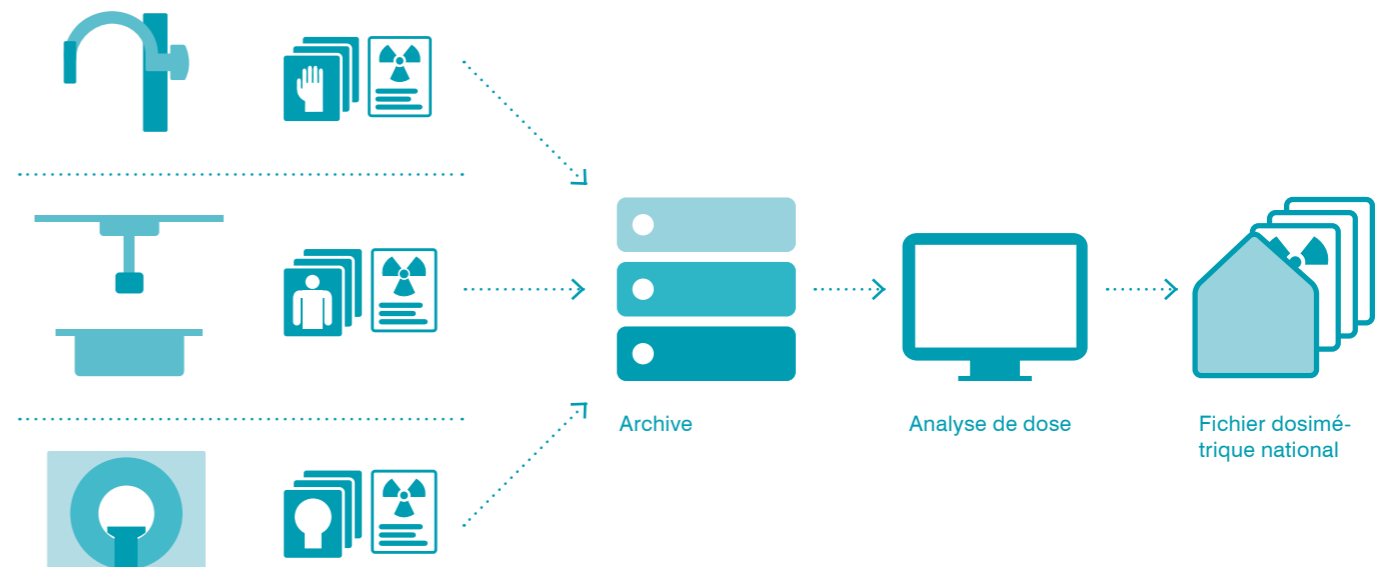 Archive
Analyse de dose
Fichier dosimé-
trique national